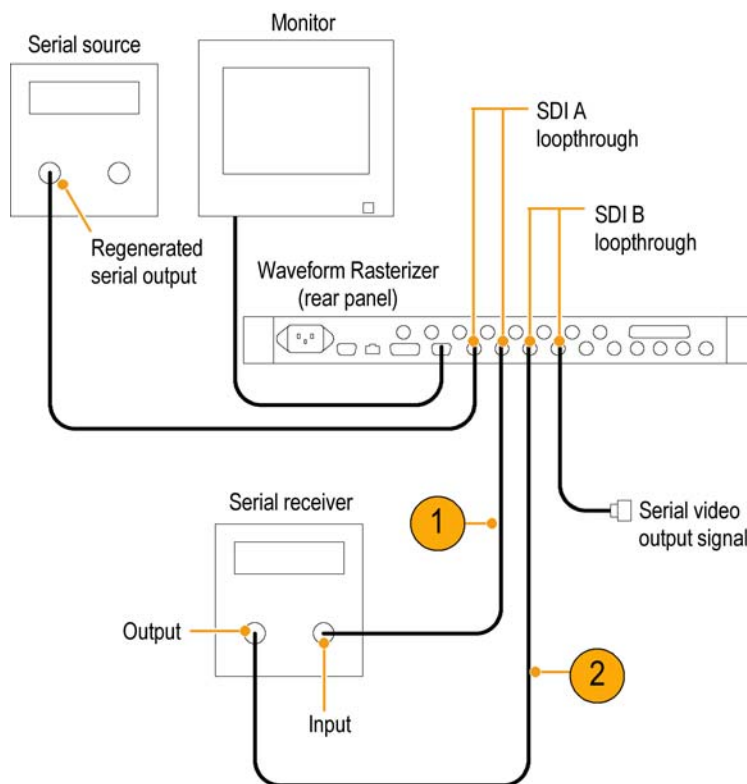 Monitor
Serial source
SDI A
loopthrough
SDI B
loopthrough
Regenerated
serial output
Waveform Rasterizer
(rear panel)
Serial receiver
1
Serial video
output signal
Output
2
Input